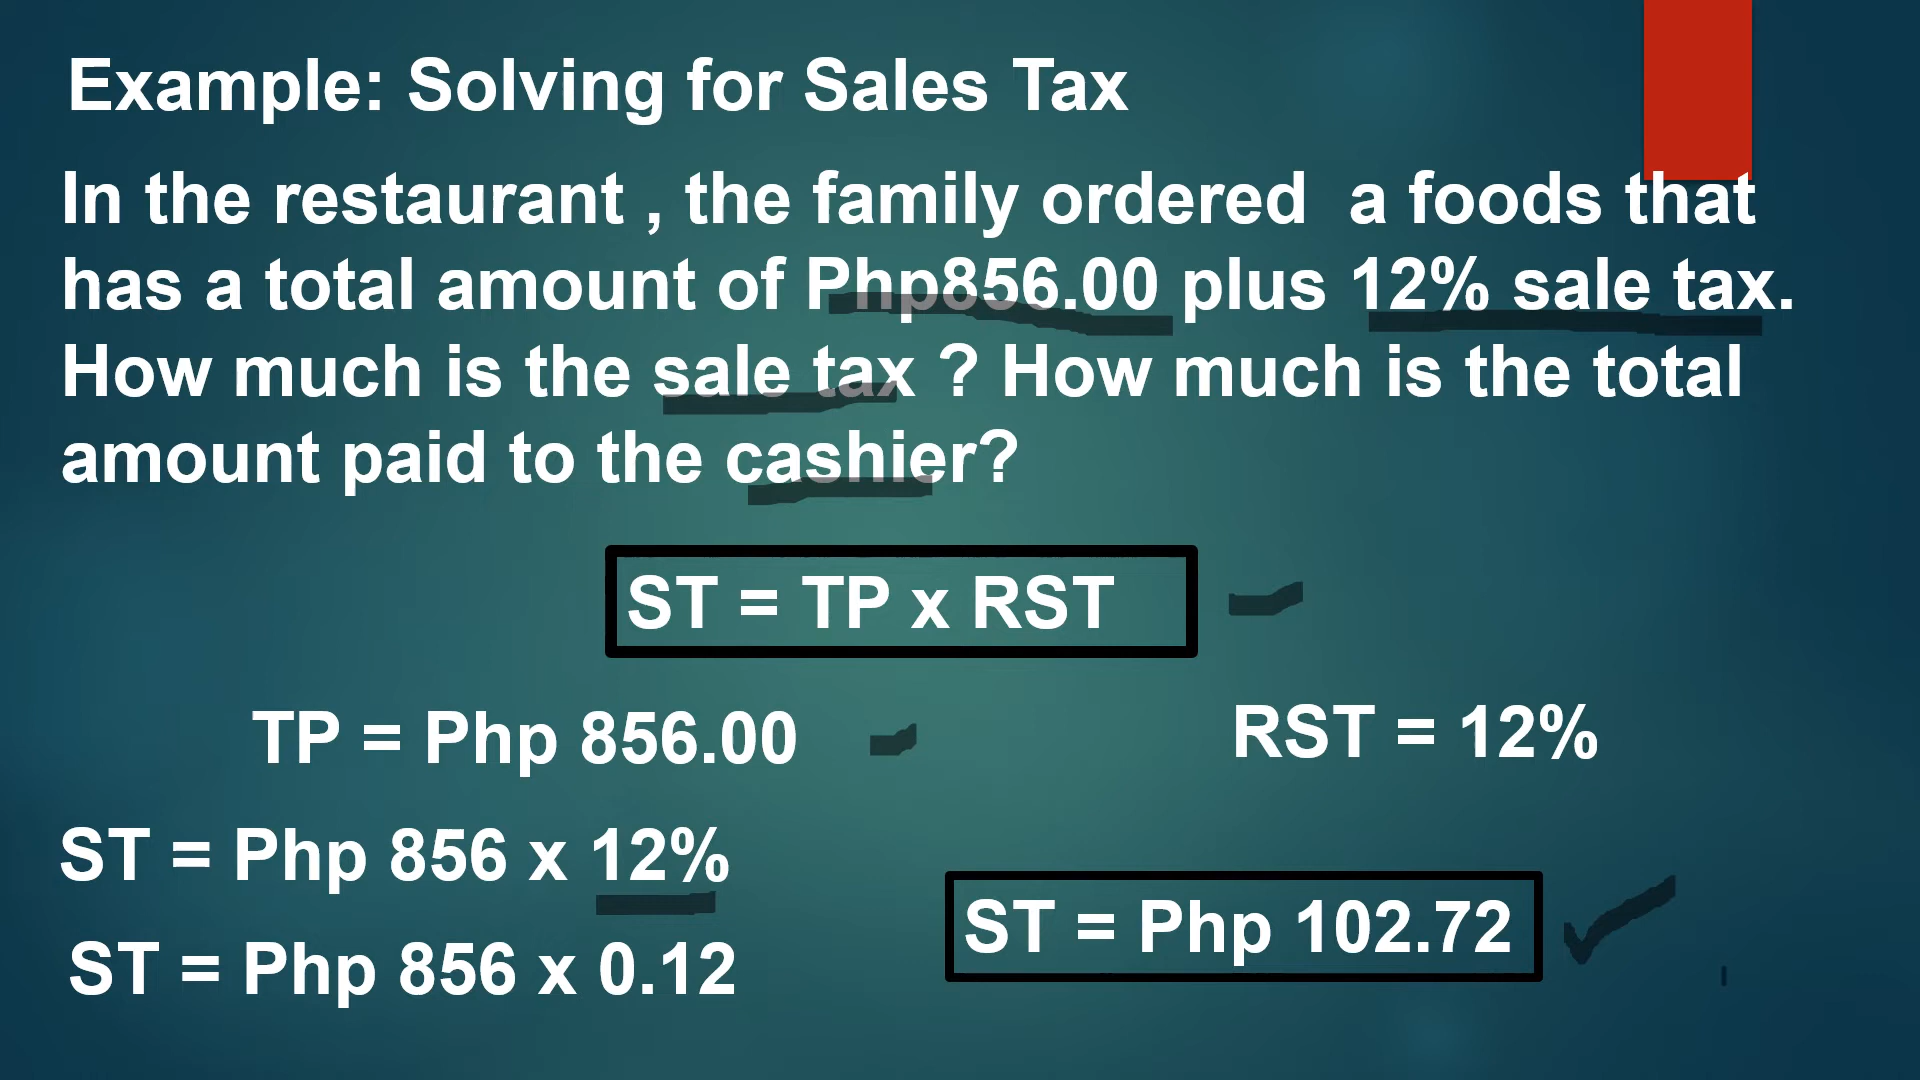 Example: Solving for Sales Tax
In the restaurant , the family ordered  a foods that
has a total amount of Php856.00 plus 12% sale tax.
How much is the sale tax ? How much is the total
amount paid to the cashier?
ST = TP x RST
TP = Php 856.00
RST = 12%
ST = Php 856 x 12%
ST = Php 856 x 0.12
ST = Php 102.72